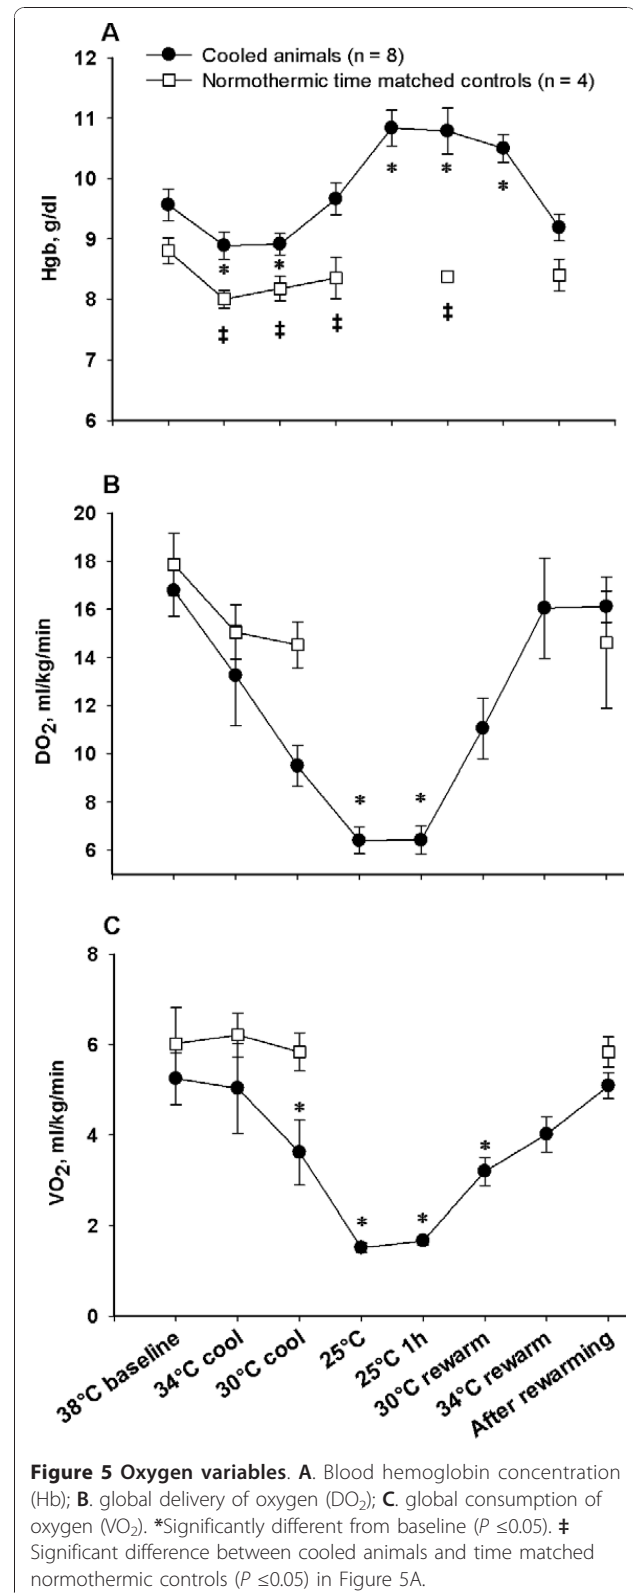 A
Cooled animals (n = 8)
Normothermic time matched controls (n = 4)
12
11
10
9
8
7
6
Hgb, g/dl
* * * * *
‡ ‡ ‡ ‡
B
20
18
16
14
12
10
8
6
DO2, ml/kg/min
* *
C
8
6
4
2
0
VO2, ml/kg/min
* * * *
38°C baseline
34°C cool
30°C cool
25°C
25°C 1h
30°C rewarm
34°C rewarm
After rewarming
Figure 5 Oxygen variables. A. Blood hemoglobin concentration
(Hb); B. global delivery of oxygen (DO2); C. global consumption of
oxygen (VO2). *Significantly different from baseline (P ≤0.05). ‡
Significant difference between cooled animals and time matched
normothermic controls (P ≤0.05) in Figure 5A.